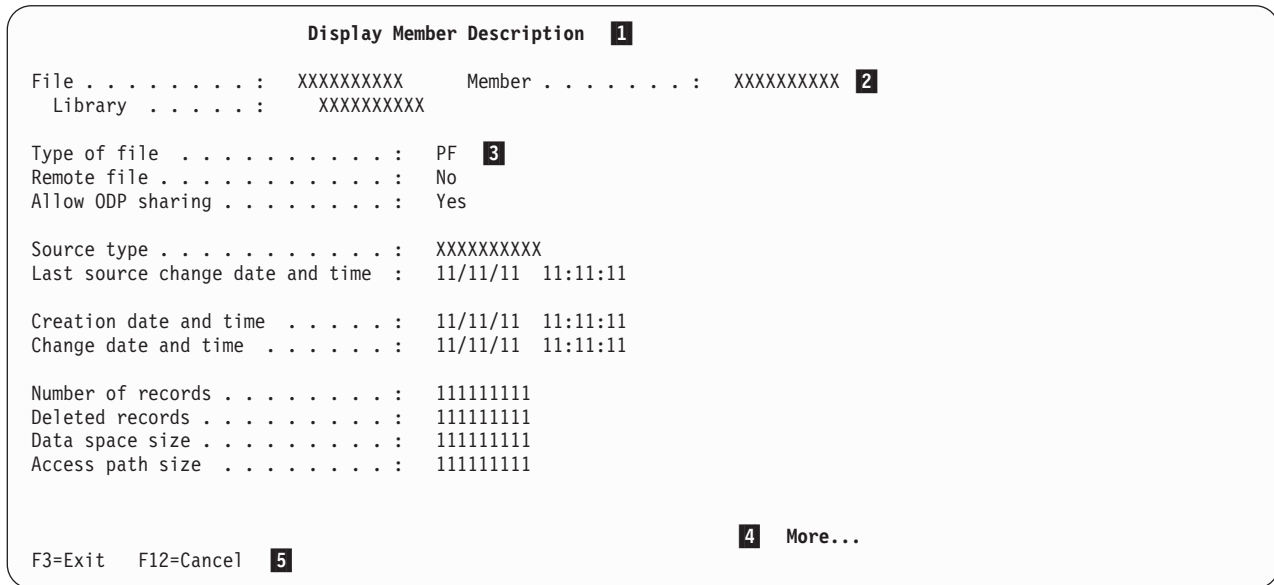 Display Member Description 1
File . . . . . . . . : XXXXXXXXXX Member . . . . . . . : XXXXXXXXXX 2
Library . . . . . : XXXXXXXXXX
Type of file . . . . . . . . . . : PF 3
Remote file . . . . . . . . . . . : No
Allow ODP sharing . . . . . . . . : Yes
Source type . . . . . . . . . . . : XXXXXXXXXX
Last source change date and time : 11/11/11 11:11:11
Creation date and time . . . . . : 11/11/11 11:11:11
Change date and time . . . . . . : 11/11/11 11:11:11
Number of records . . . . . . . . : 111111111
Deleted records . . . . . . . . . : 111111111
Data space size . . . . . . . . . : 111111111
Access path size . . . . . . . . : 111111111
4 More...
F3=Exit F12=Cancel 5